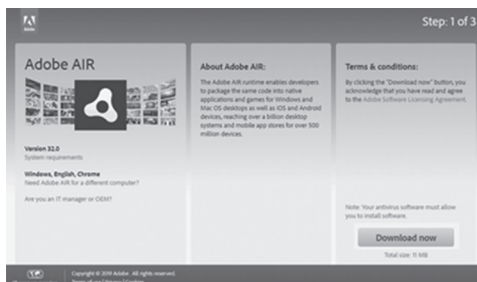 Adobe
Step: 1 of 3
Adobe AIR
Version 32.0
System requirements
Windows, English, Chrome
Need Adobe AIR for a different computer?
Are you an IT manager or OEM?
About Adobe AIR:
The Adobe AIR runtime enables developers
to package the same code into native
applications and games for Windows and
Mac OS desktops as well as iOS and Android
devices, reaching over a billion desktop
systems and mobile app stores for over 500
million devices.
Terms & conditions:
By clicking the "Download now" button, you
acknowledge that you have read and agree
to the Adobe Software Licensing Agreement.
Note: Your antivirus software must allow
you to install software.
Download now
Total size: 11 MB
Copyright © 2019 Adobe. All rights reserved.